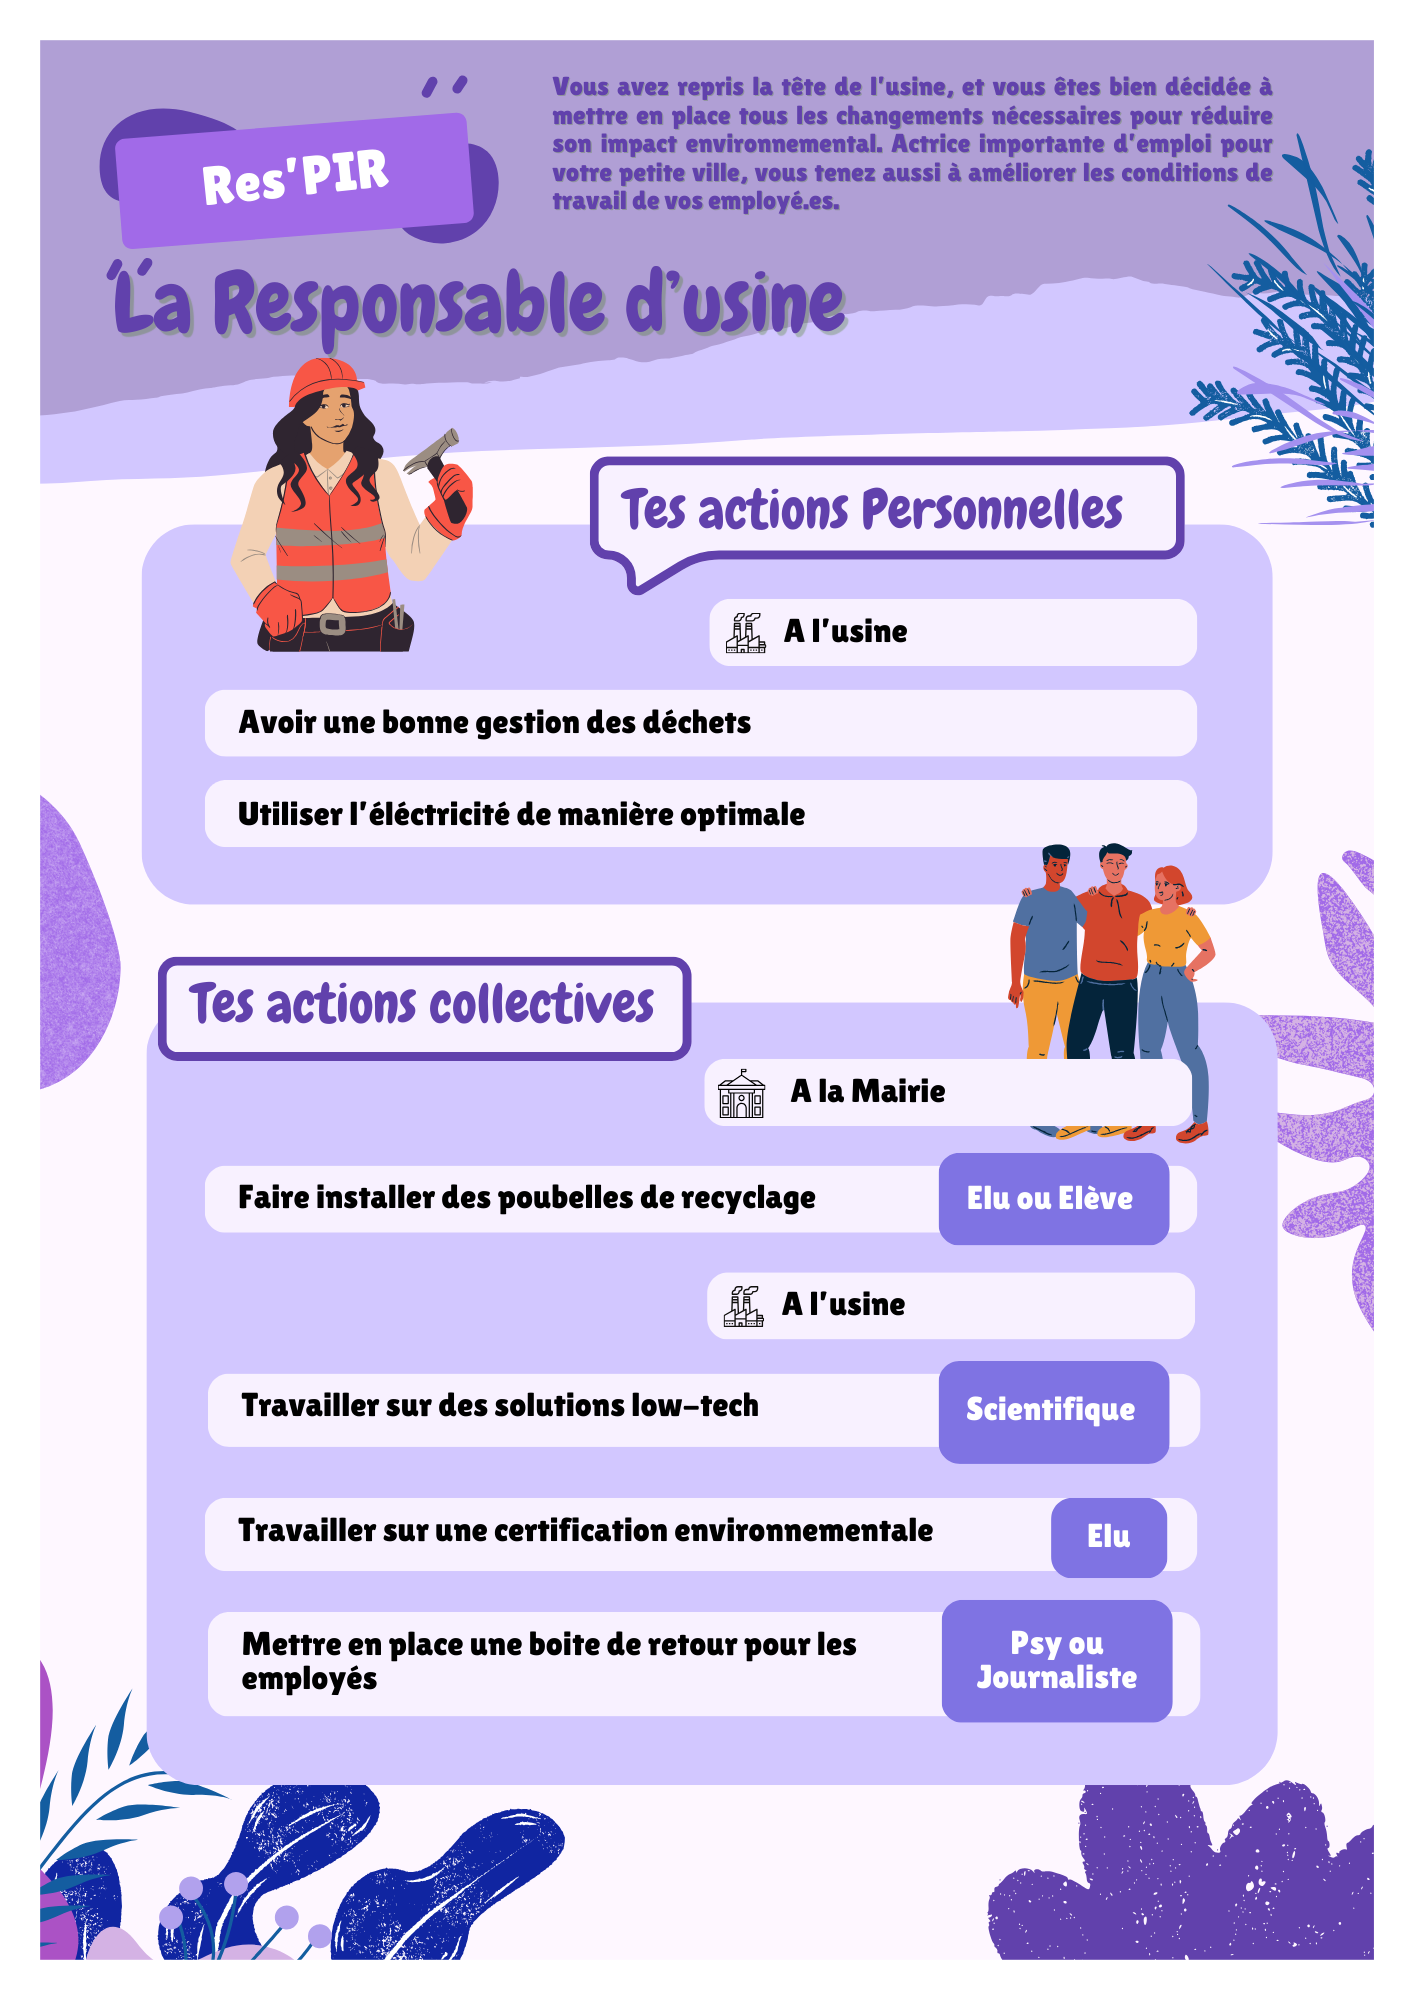 Res'PIR
Vous avez repris la tête de l'usine, et vous êtes bien décidée à
mettre en place tous les changements nécessaires pour réduire
son impact environnemental. Actrice importante d'emploi pour
votre petite ville, vous tenez aussi à améliorer les conditions de
travail de vos employé.es.
La Responsable d'usine
Tes actions Personnelles
A l'usine
Avoir une bonne gestion des déchets
Utiliser l'éléctricité de manière optimale
Tes actions collectives
A la Mairie
Faire installer des poubelles de recyclage
Elu ou Elève
A l'usine
Travailler sur des solutions low-tech
Scientifique
Travailler sur une certification environnementale
Elu
Mettre en place une boite de retour pour les
employés
Psy ou
Journaliste